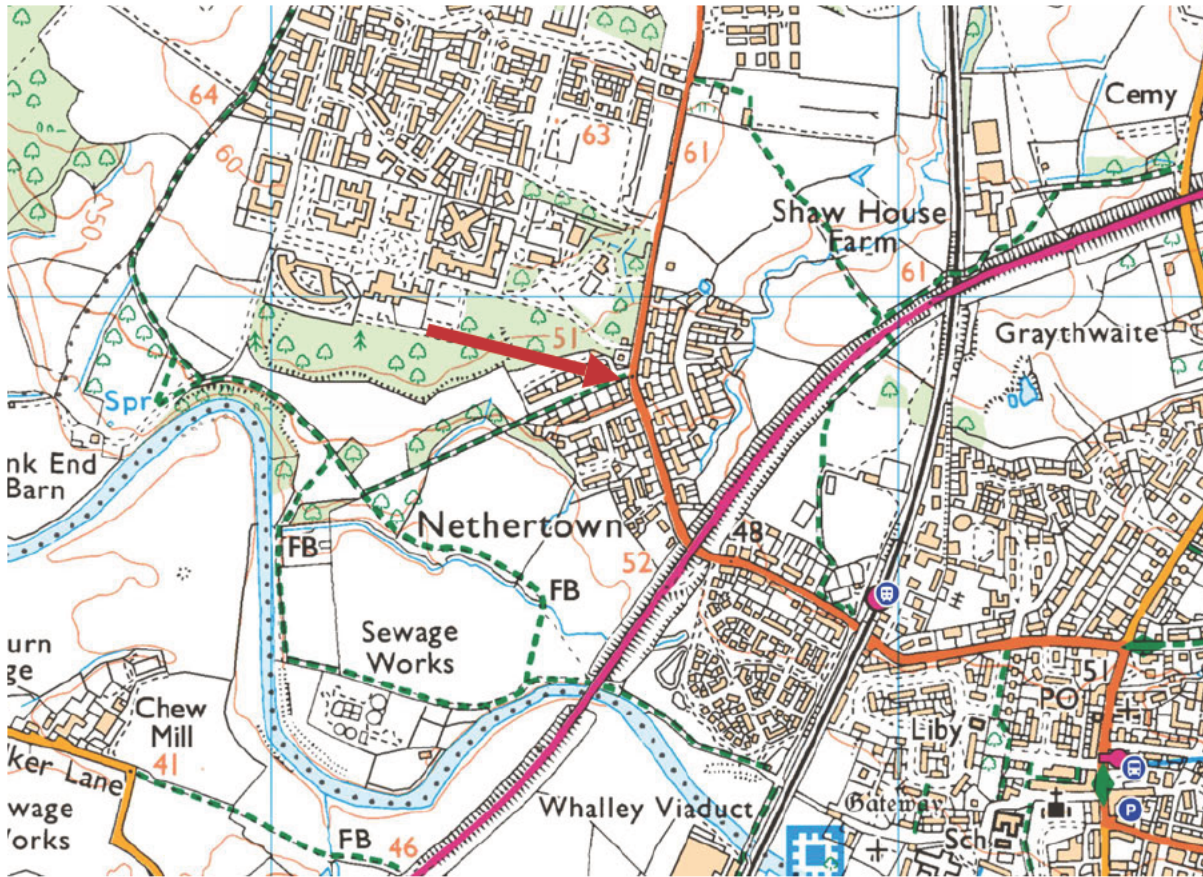 64
63
60
50
61
Cemy
Shaw House
Farm
61
51
Graythwaite
Spr
nk End
Barn
Nethertown
48
FB
52
FB
Sewage
Works
urn
ge
Chew
Mill
41
ker Lane
51
PO
Liby
Whalley Viaduct
Gateway
Sch
P
wage
orks
FB
46